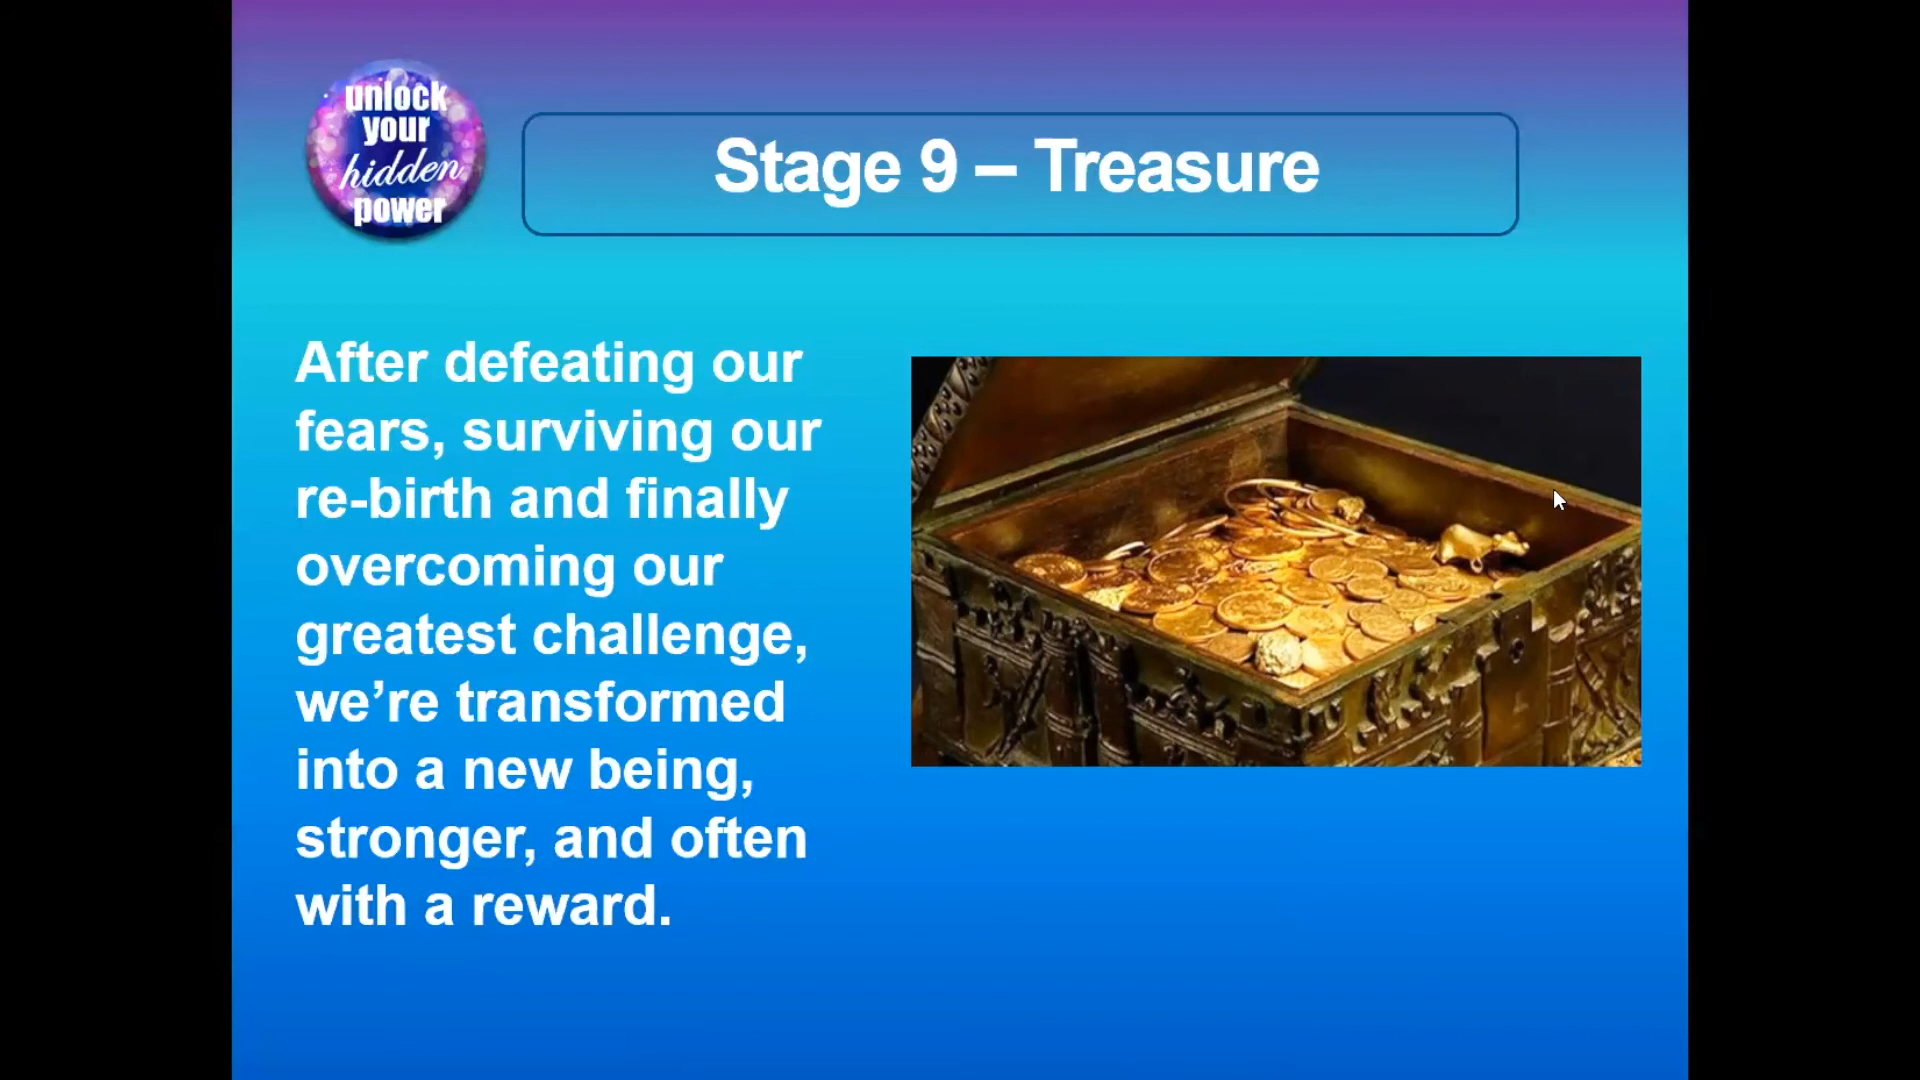 unlock
your
hidden
power
Stage 9 – Treasure
After defeating our
fears, surviving our
re-birth and finally
overcoming our
greatest challenge,
we’re transformed
into a new being,
stronger, and often
with a reward.